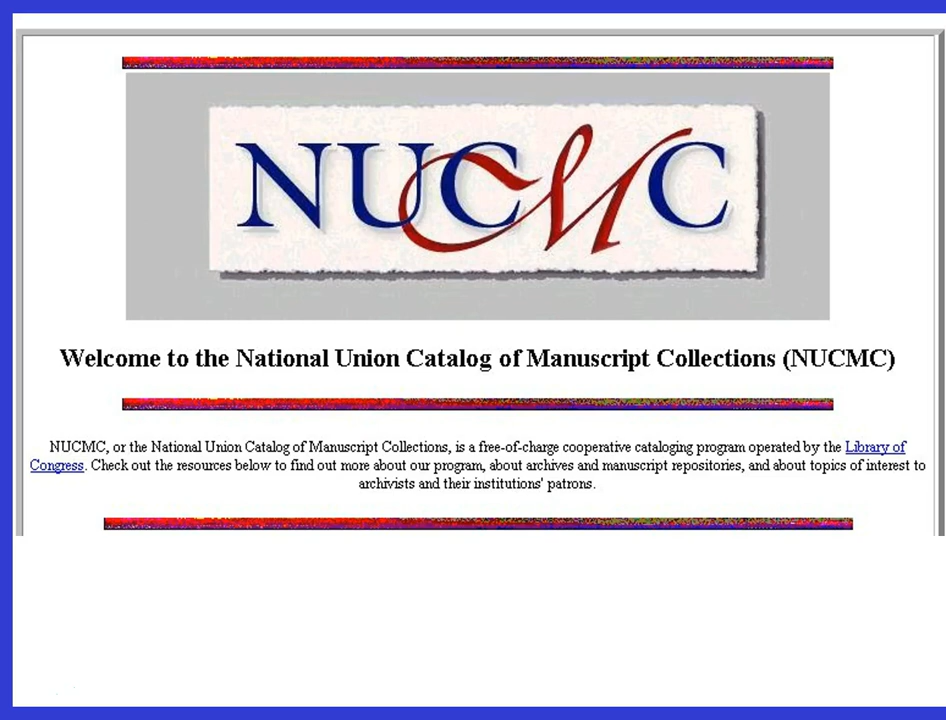 NUCMC
Welcome to the National Union Catalog of Manuscript Collections (NUCMC)
NUCMC, or the National Union Catalog of Manuscript Collections, is a free-of-charge cooperative cataloging program operated by the Library of
Congress. Check out the resources below to find out more about our program, about archives and manuscript repositories, and about topics of interest to
archivists and their institutions' patrons.